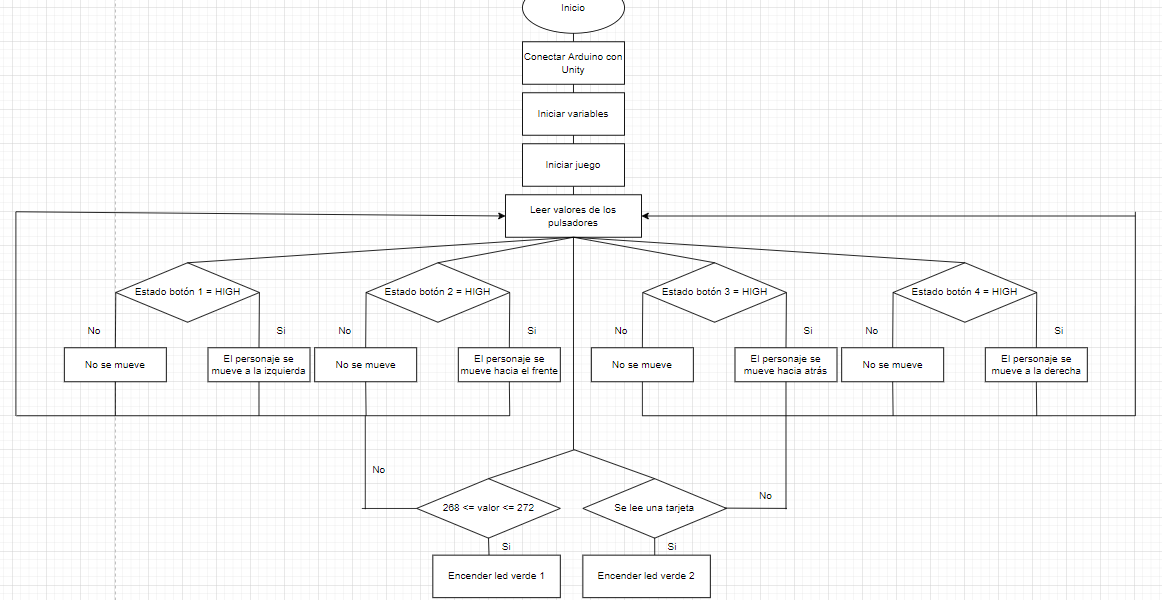 Inicio
Conectar Arduino con
Unity
Iniciar variables
Iniciar juego
Leer valores de los
pulsadores
Estado botón 1 = HIGH
Estado botón 2 = HIGH
Estado botón 3 = HIGH
Estado botón 4 = HIGH
No
Si
No
Si
No
Si
No
Si
No se mueve
El personaje se
mueve a la izquierda
No se mueve
El personaje se
mueve hacia el frente
No se mueve
El personaje se
mueve hacia atrás
No se mueve
El personaje se
mueve a la derecha
No
268 <= valor <= 272
Se lee una tarjeta
No
Si
Si
Encender led verde 1
Encender led verde 2